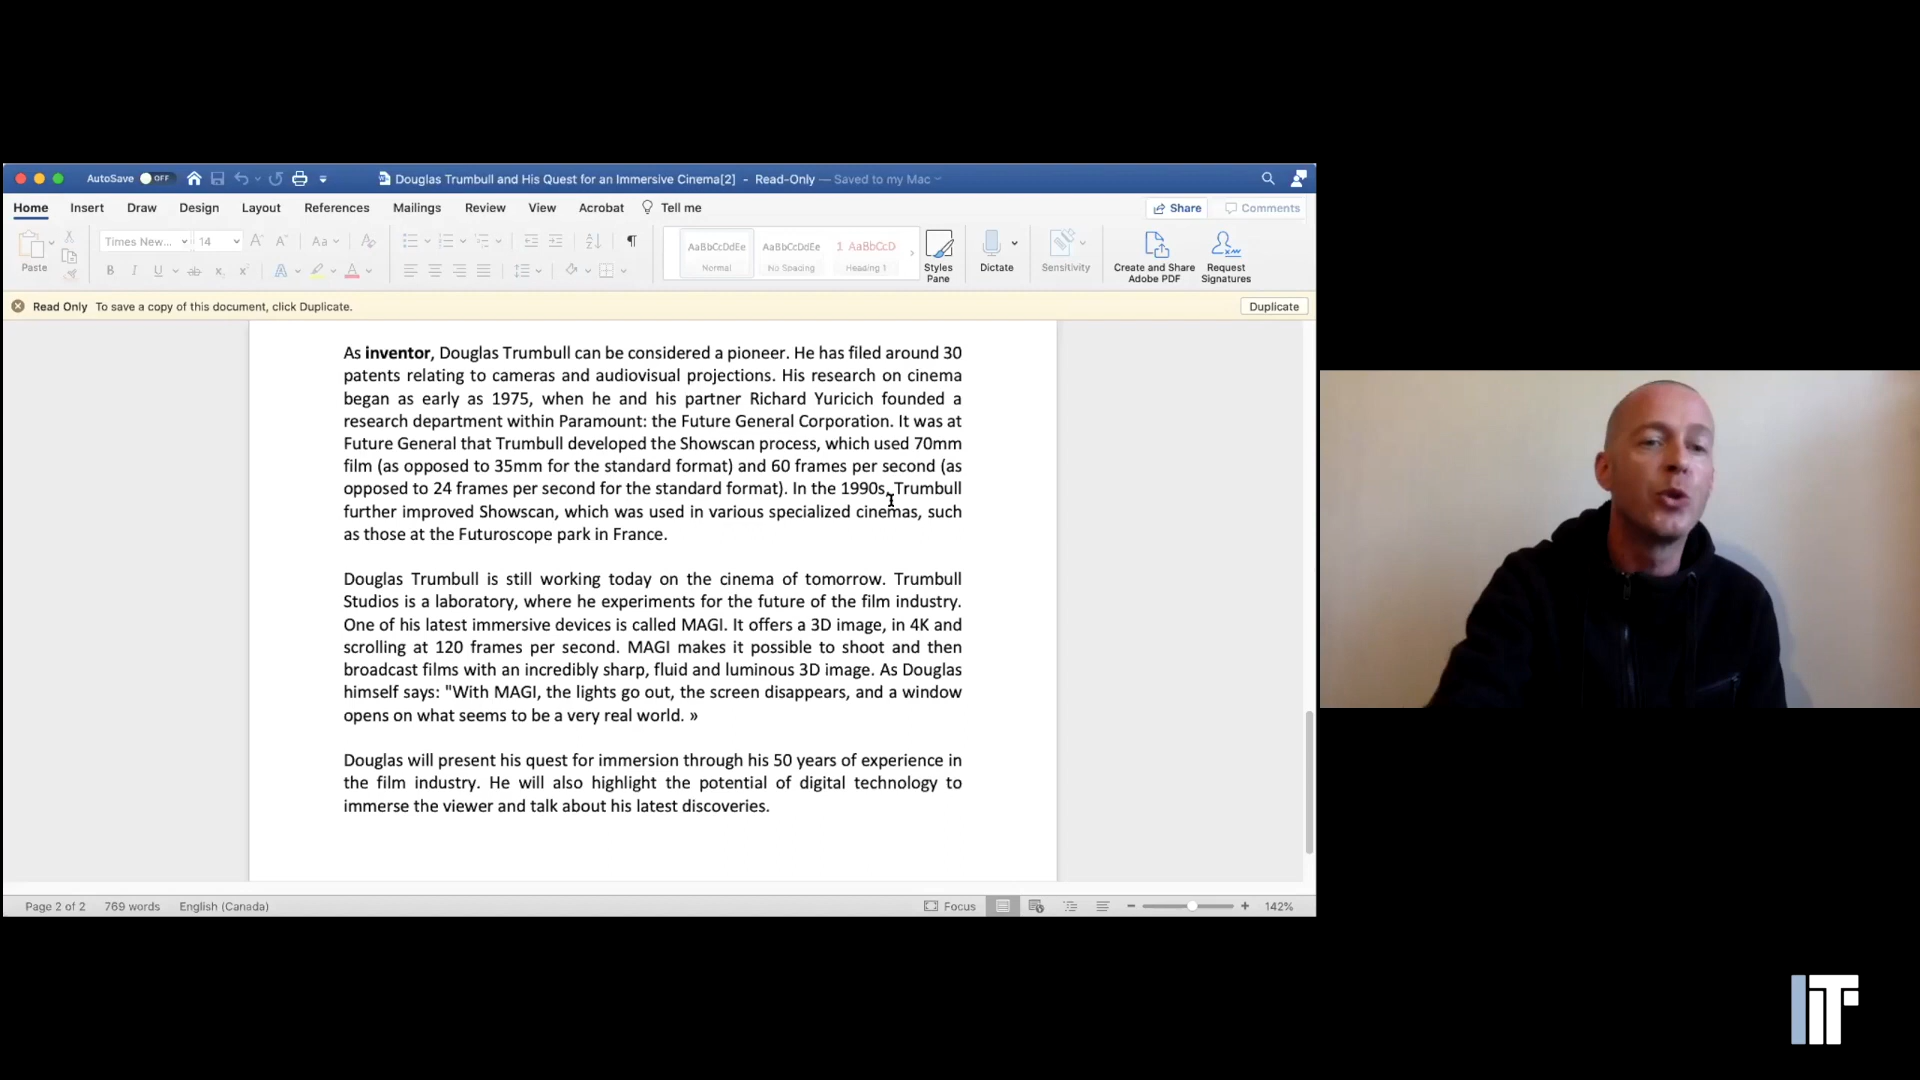 AutoSave OFF
Douglas Trumbull and His Quest for an Immersive Cinema[2] - Read-Only — Saved to my Mac
Home Insert Draw Design Layout References Mailings Review View Acrobat Tell me Share Comments
Paste
Times New... 14
AaBbCcDdEe AaBbCcDdEe 1 AaBbCcD
Normal No Spacing Heading 1
Styles Pane
Dictate
Sensitivity
Create and Share Adobe PDF
Request Signatures
Read Only To save a copy of this document, click Duplicate. Duplicate
As inventor, Douglas Trumbull can be considered a pioneer. He has filed around 30
patents relating to cameras and audiovisual projections. His research on cinema
began as early as 1975, when he and his partner Richard Yuricich founded a
research department within Paramount: the Future General Corporation. It was at
Future General that Trumbull developed the Showscan process, which used 70mm
film (as opposed to 35mm for the standard format) and 60 frames per second (as
opposed to 24 frames per second for the standard format). In the 1990s, Trumbull
further improved Showscan, which was used in various specialized cinemas, such
as those at the Futuroscope park in France.
Douglas Trumbull is still working today on the cinema of tomorrow. Trumbull
Studios is a laboratory, where he experiments for the future of the film industry.
One of his latest immersive devices is called MAGI. It offers a 3D image, in 4K and
scrolling at 120 frames per second. MAGI makes it possible to shoot and then
broadcast films with an incredibly sharp, fluid and luminous 3D image. As Douglas
himself says: "With MAGI, the lights go out, the screen disappears, and a window
opens on what seems to be a very real world. »
Douglas will present his quest for immersion through his 50 years of experience in
the film industry. He will also highlight the potential of digital technology to
immerse the viewer and talk about his latest discoveries.
Page 2 of 2 769 words English (Canada) Focus 142%